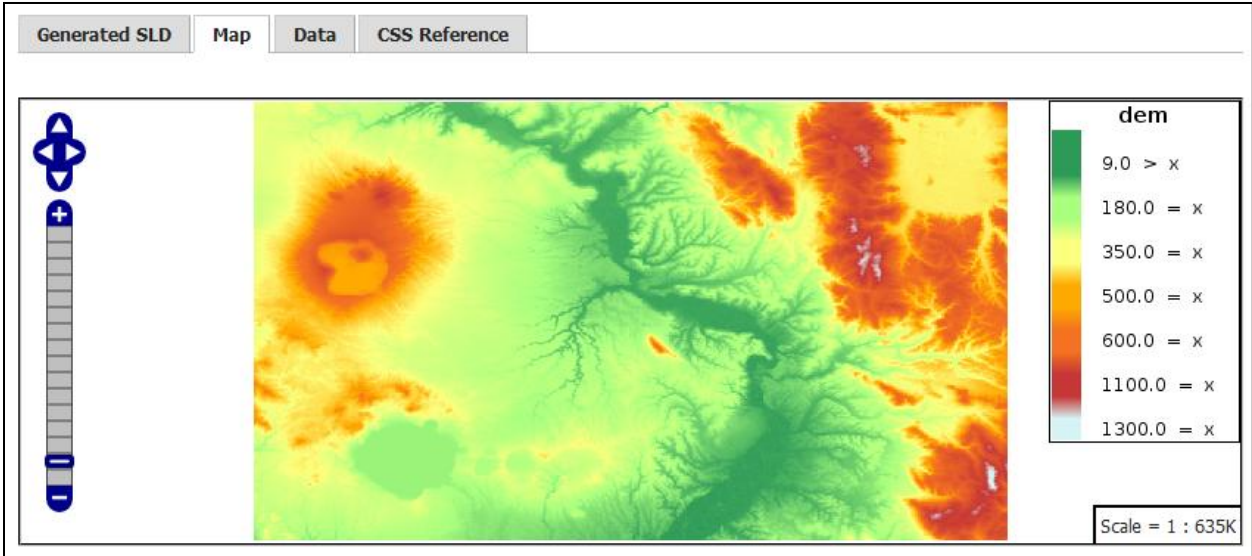 Generated SLD Map Data CSS Reference
dem
9.0 > x
180.0 = x
350.0 = x
500.0 = x
600.0 = x
1100.0 = x
1300.0 = x
Scale = 1 : 635K